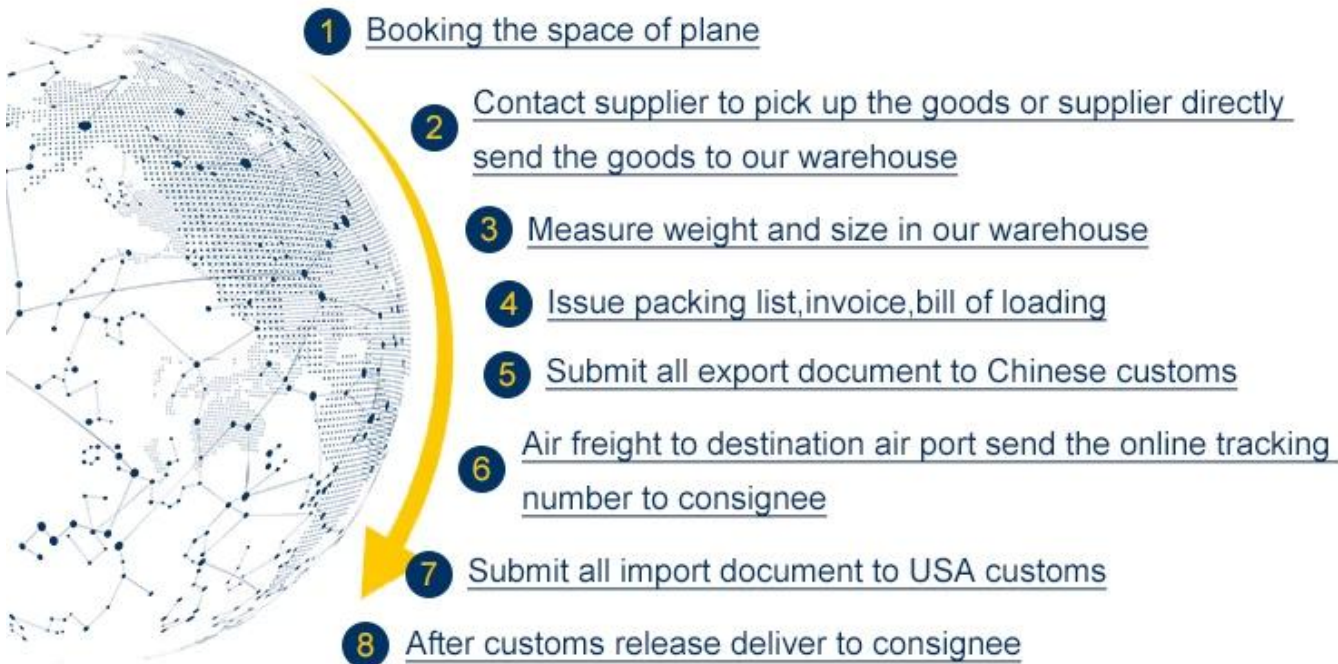 1 Booking the space of plane
2 Contact supplier to pick up the goods or supplier directly
send the goods to our warehouse
3 Measure weight and size in our warehouse
4 Issue packing list,invoice,bill of loading
5 Submit all export document to Chinese customs
6 Air freight to destination air port send the online tracking
number to consignee
7 Submit all import document to USA customs
8 After customs release deliver to consignee